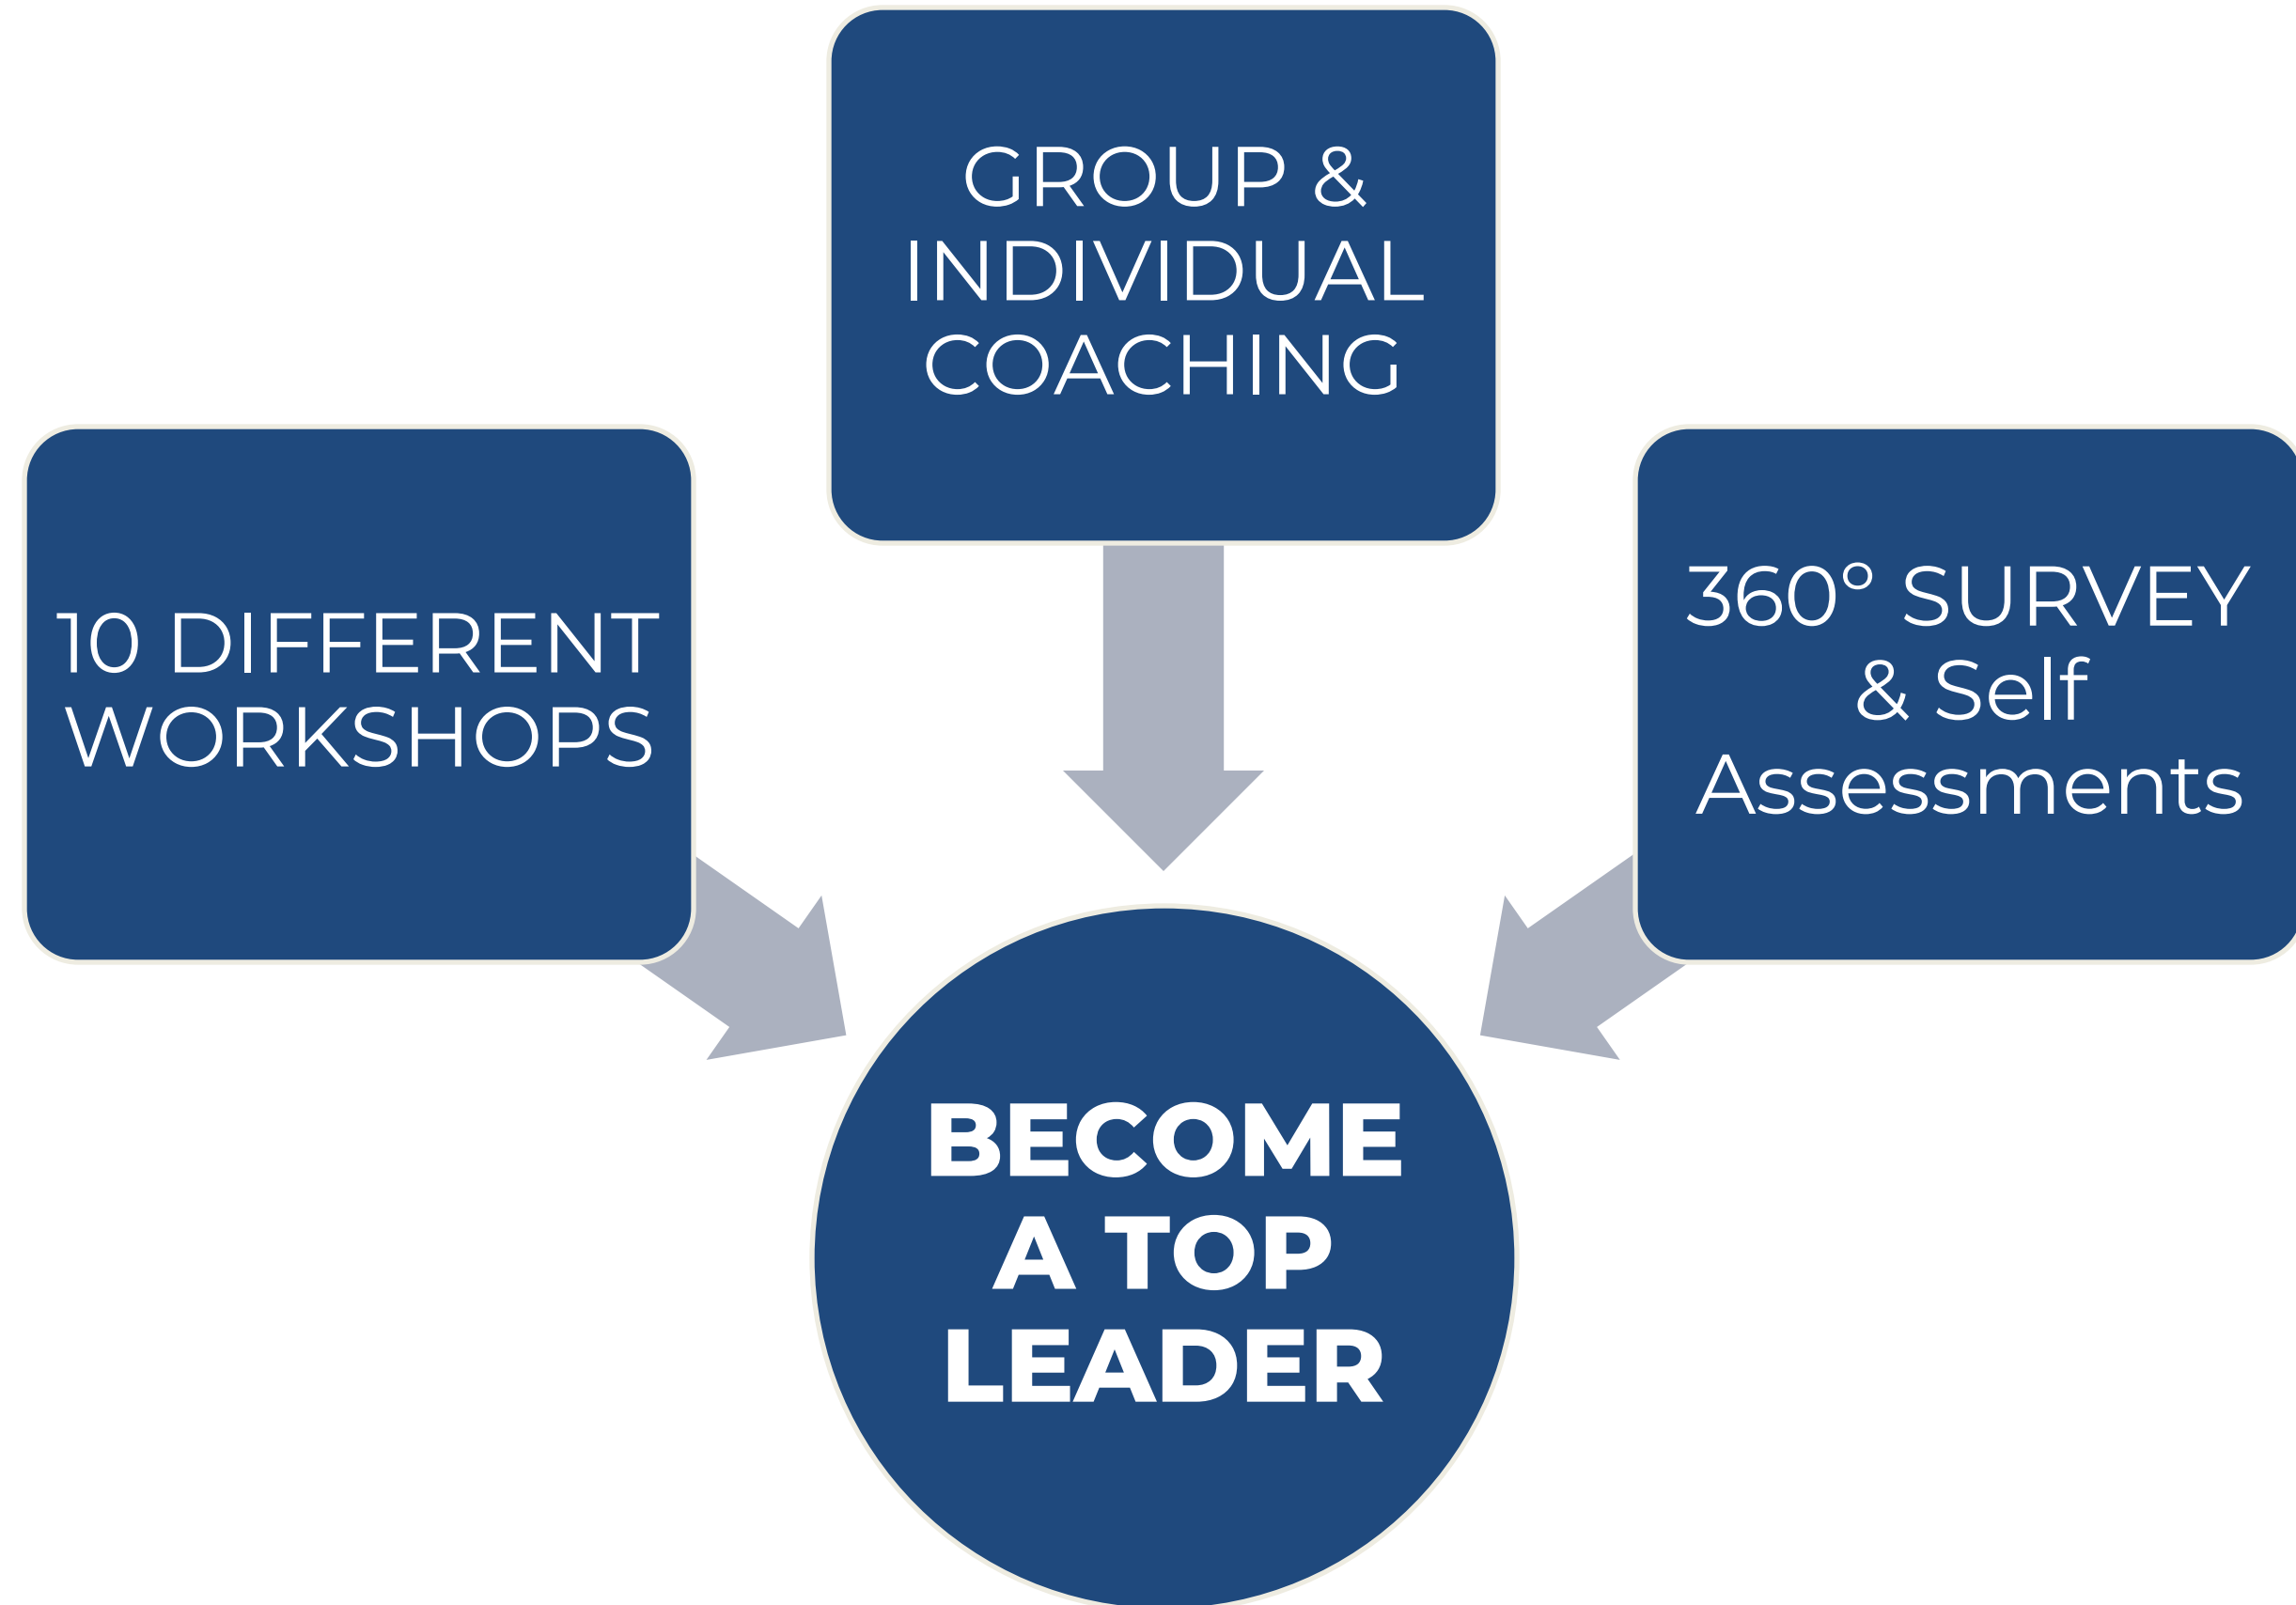 GROUP &
INDIVIDUAL
COACHING
10 DIFFERENT
WORKSHOPS
360° SURVEY
& Self
Assessments
BECOME
A TOP
LEADER